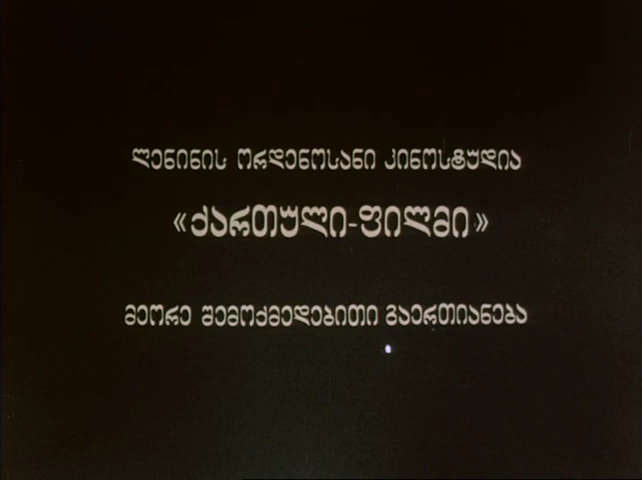 ლენინის ორდენოსანი კინოსტუდია
«ქართული-ფილმი»
მეორე შემოქმედებითი გაერთიანება